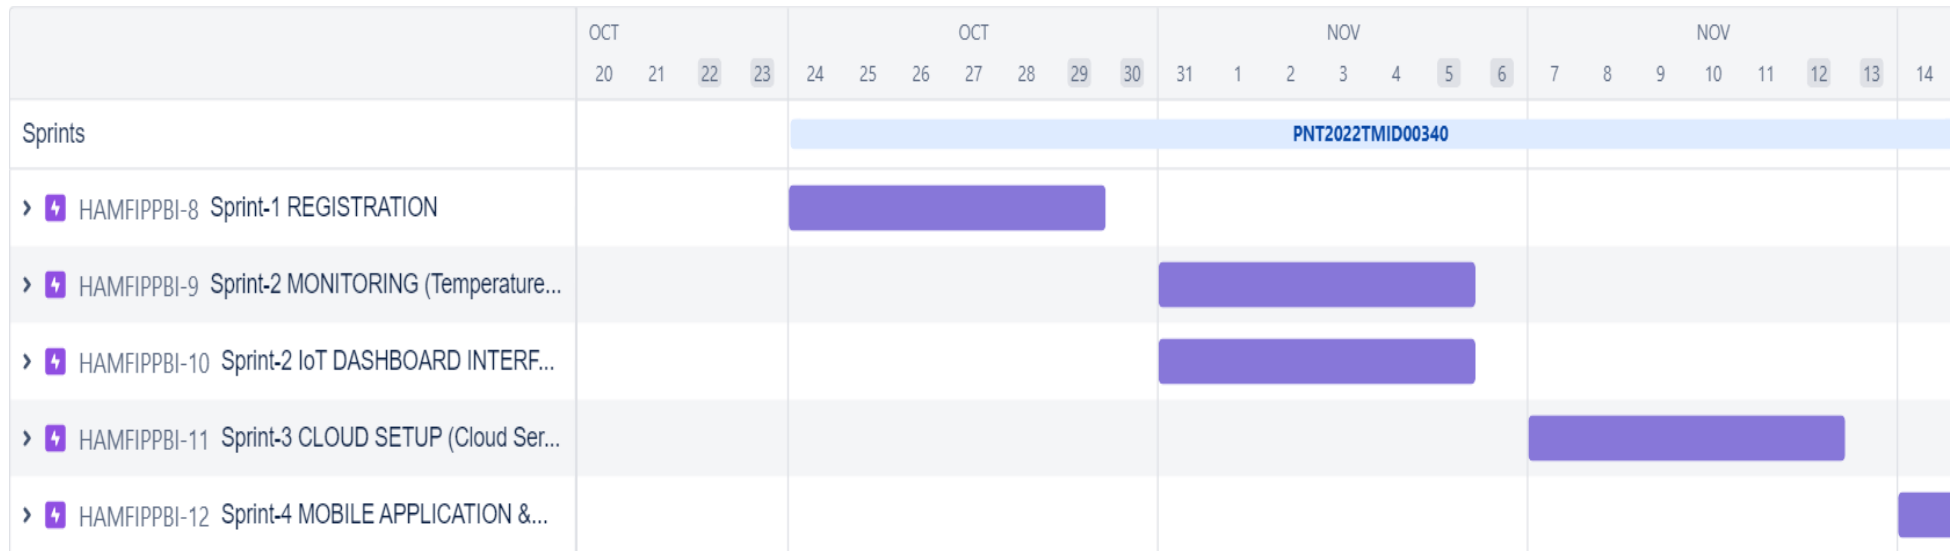 OCT OCT NOV NOV
20 21 22 23 24 25 26 27 28 29 30 31 1 2 3 4 5 6 7 8 9 10 11 12 13 14
Sprints PNT2022TMID00340
HAMFIPPBI-8 Sprint-1 REGISTRATION
HAMFIPPBI-9 Sprint-2 MONITORING (Temperature...
HAMFIPPBI-10 Sprint-2 IoT DASHBOARD INTERF...
HAMFIPPBI-11 Sprint-3 CLOUD SETUP (Cloud Ser...
HAMFIPPBI-12 Sprint-4 MOBILE APPLICATION &...